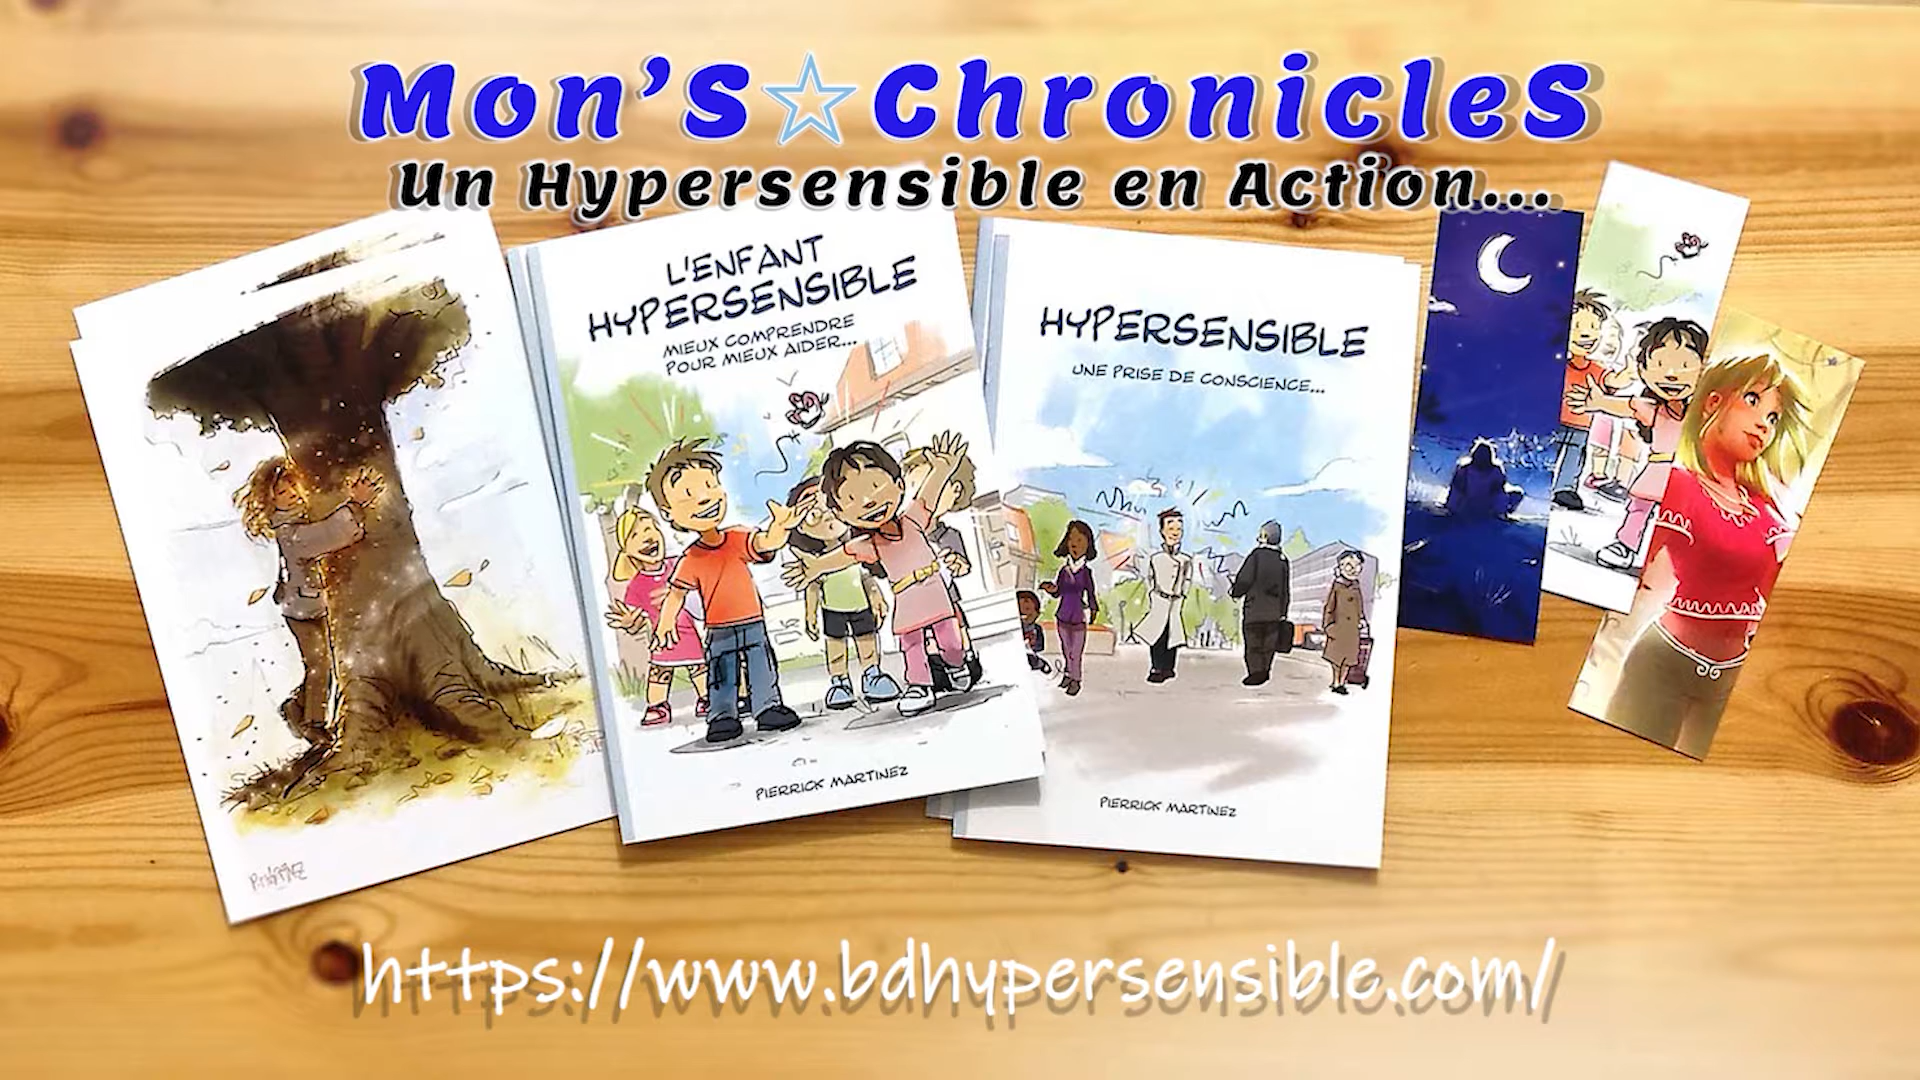 Mon's☆ChronicleS
Un Hypersensible en Action...
L'ENFANT
HYPERSENSIBLE
MIEUX COMPRENDRE
POUR MIEUX AIDER...
PIERRICK MARTINEZ
HYPERSENSIBLE
UNE PRISE DE CONSCIENCE...
PIERRICK MARTINEZ
https://www.bdhypersensible.com/